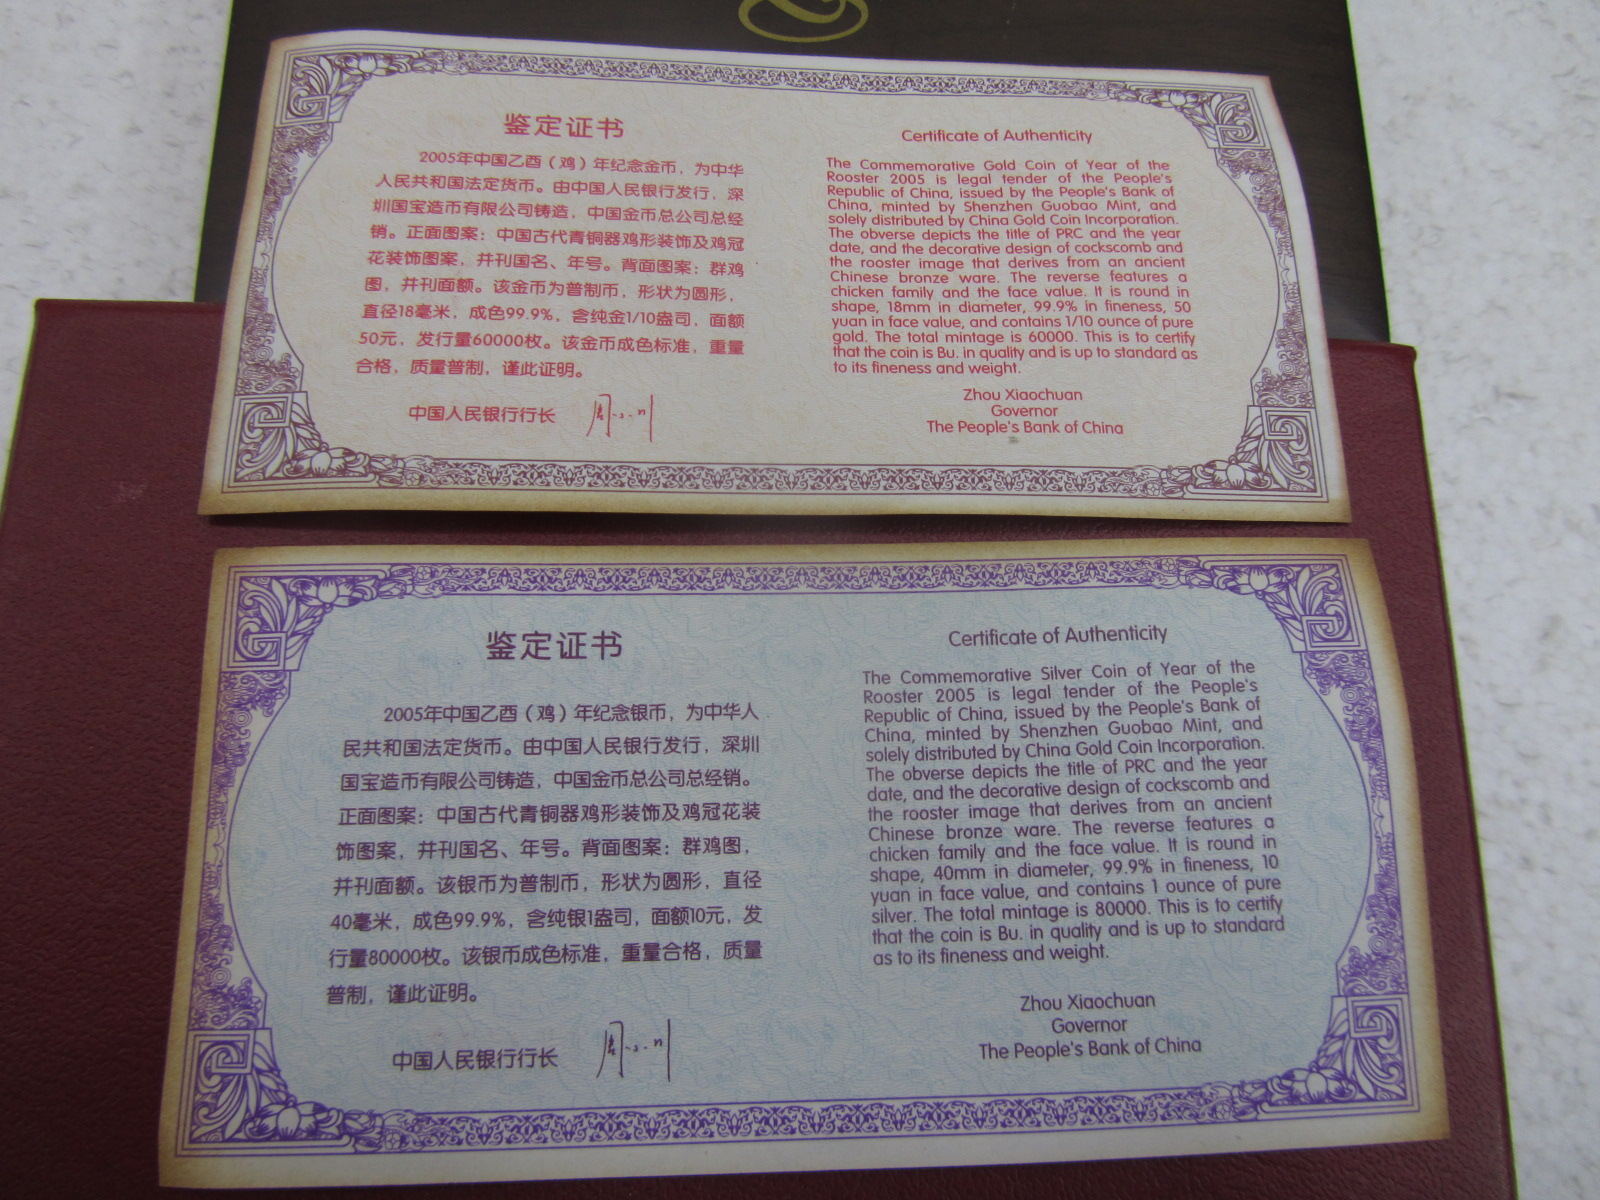 鉴定证书
2005年中国乙酉（鸡）年纪念金币，为中华
人民共和国法定货币。由中国人民银行发行，深
圳国宝造币有限公司铸造，中国金币总公司总经
销。正面图案：中国古代青铜器鸡形装饰及鸡冠
花装饰图案，并刊国名、年号。背面图案：群鸡
图，并刊面额。该金币为普制币，形状为圆形，
直径18毫米，成色99.9%，含纯金1/10盎司，面额
50元，发行量60000枚。该金币成色标准，重量
合格，质量普制，谨此证明。
中国人民银行行长
Certificate of Authenticity
The Commemorative Gold Coin of Year of the
Rooster 2005 is legal tender of the People's
Republic of China, issued by the People's Bank of
China, minted by Shenzhen Guobao Mint, and
solely distributed by China Gold Coin Incorporation.
The obverse depicts the title of PRC and the year
date, and the decorative design of cockscomb and
the rooster image that derives from an ancient
Chinese bronze ware. The reverse features a
chicken family and the face value. It is round in
shape, 18mm in diameter, 99.9% in fineness, 50
yuan in face value, and contains 1/10 ounce of pure
gold. The total mintage is 60000. This is to certify
that the coin is Bu. in quality and is up to standard as
to its fineness and weight.
Zhou Xiaochuan
Governor
The People's Bank of China
鉴定证书
2005年中国乙酉（鸡）年纪念银币，为中华人
民共和国法定货币。由中国人民银行发行，深圳
国宝造币有限公司铸造，中国金币总公司总经销。
正面图案：中国古代青铜器鸡形装饰及鸡冠花装
饰图案，并刊国名、年号。背面图案：群鸡图，
并刊面额。该银币为普制币，形状为圆形，直径
40毫米，成色99.9%，含纯银1盎司，面额10元，发
行量80000枚。该银币成色标准，重量合格，质量
普制，谨此证明。
中国人民银行行长
Certificate of Authenticity
The Commemorative Silver Coin of Year of the
Rooster 2005 is legal tender of the People's
Republic of China, issued by the People's Bank of
China, minted by Shenzhen Guobao Mint, and
solely distributed by China Gold Coin Incorporation.
The obverse depicts the title of PRC and the year
date, and the decorative design of cockscomb and
the rooster image that derives from an ancient
Chinese bronze ware. The reverse features a
chicken family and the face value. It is round in
shape, 40mm in diameter, 99.9% in fineness, 10
yuan in face value, and contains 1 ounce of pure
silver. The total mintage is 80000. This is to certify
that the coin is Bu. in quality and is up to standard
as to its fineness and weight.
Zhou Xiaochuan
Governor
The People's Bank of China